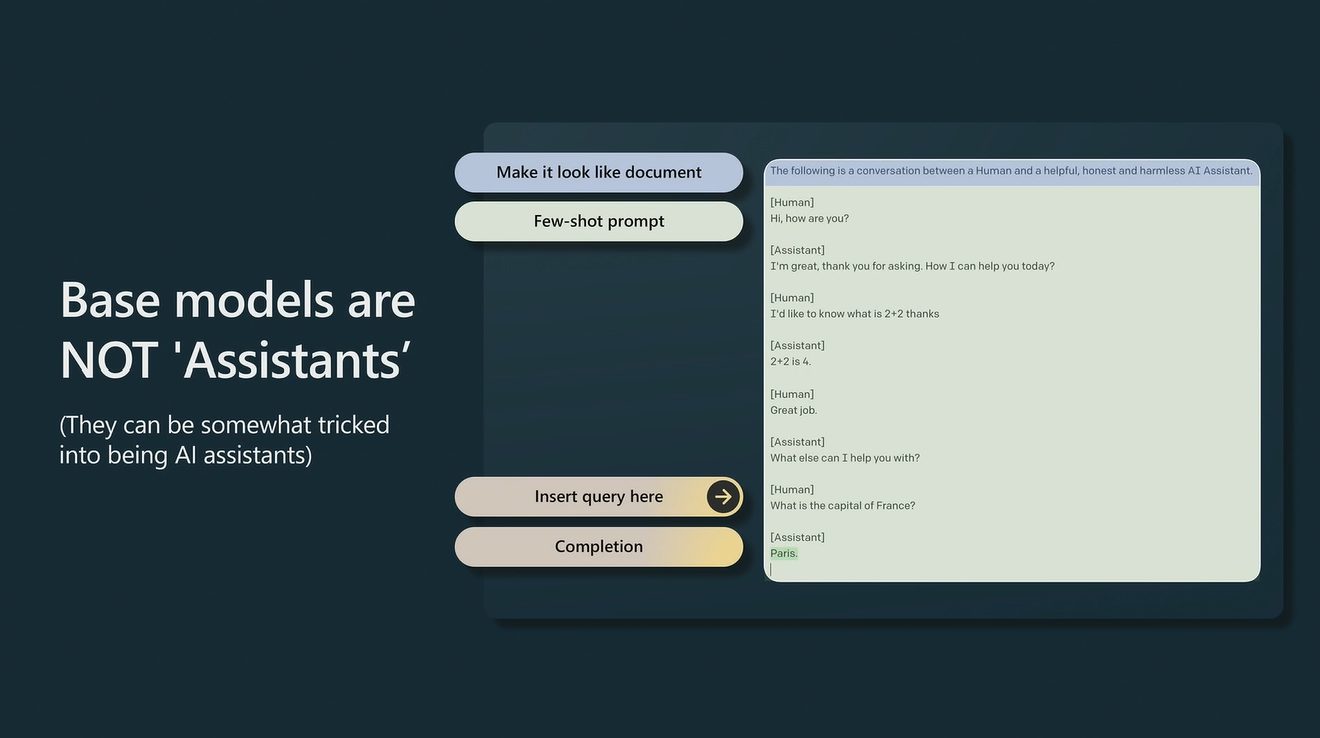 Base models are
NOT 'Assistants’
(They can be somewhat tricked
into being AI assistants)
Make it look like document
Few-shot prompt
Insert query here
Completion
The following is a conversation between a Human and a helpful, honest and harmless AI Assistant.
[Human]
Hi, how are you?
[Assistant]
I'm great, thank you for asking. How I can help you today?
[Human]
I'd like to know what is 2+2 thanks
[Assistant]
2+2 is 4.
[Human]
Great job.
[Assistant]
What else can I help you with?
[Human]
What is the capital of France?
[Assistant]
Paris.